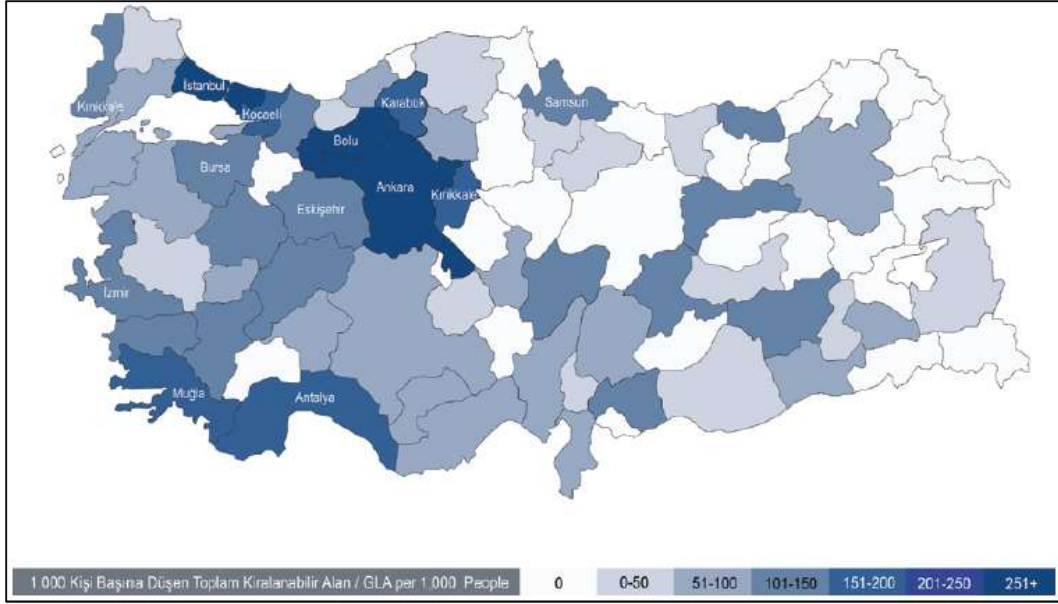 İstanbul
Kırıkkale
Kocaeli
Karabük
Samsun
Bolu
Bursa
Ankara
Kırıkkale
Eskişehir
İzmir
Muğla
Antalya
1.000 Kişi Başına Düşen Toplam Kiralanabilir Alan / GLA per 1,000 People 0 0-50 51-100 101-150 151-200 201-250 251+